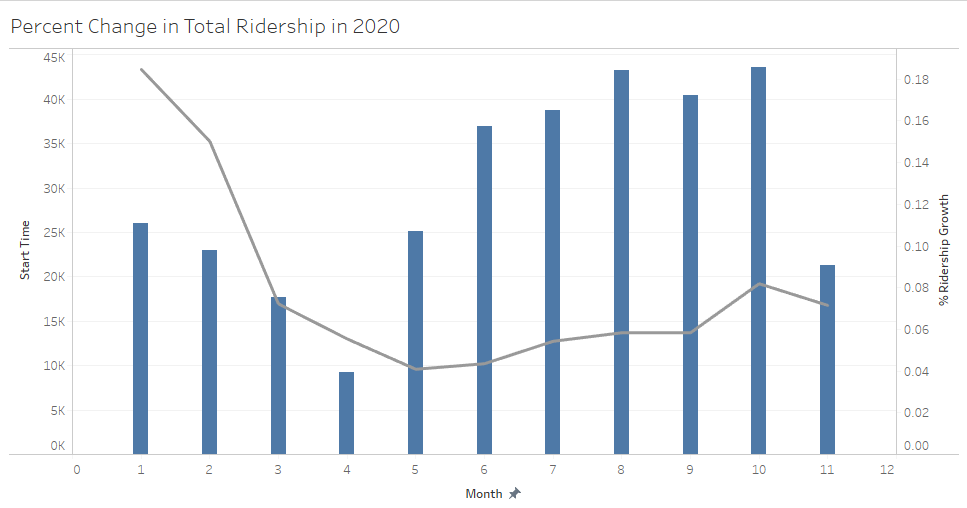 Percent Change in Total Ridership in 2020
45K
40K
35K
30K
25K
20K
15K
10K
5K
0K
Start Time
0.18
0.16
0.14
0.12
0.10
0.08
0.06
0.04
0.02
0.00
% Ridership Growth
0 1 2 3 4 5 6 7 8 9 10 11 12
Month